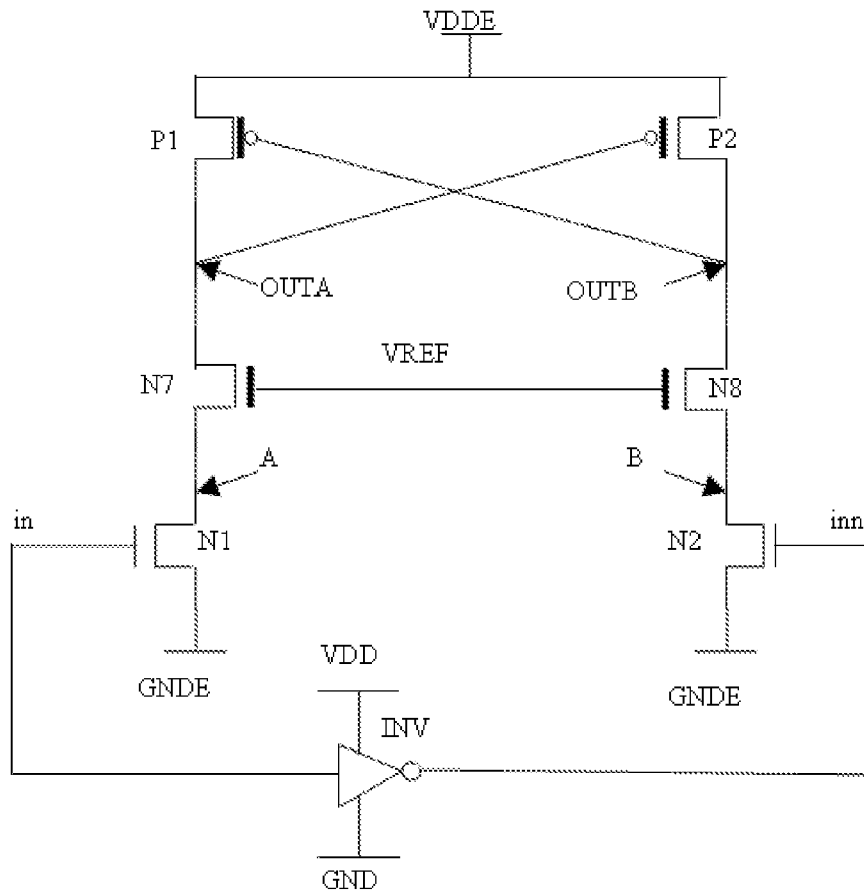 VDDE
P1
P2
OUTA
OUTB
VREF
N7
N8
A
B
in
inn
N1
N2
VDD
GNDE
GNDE
INV
GND